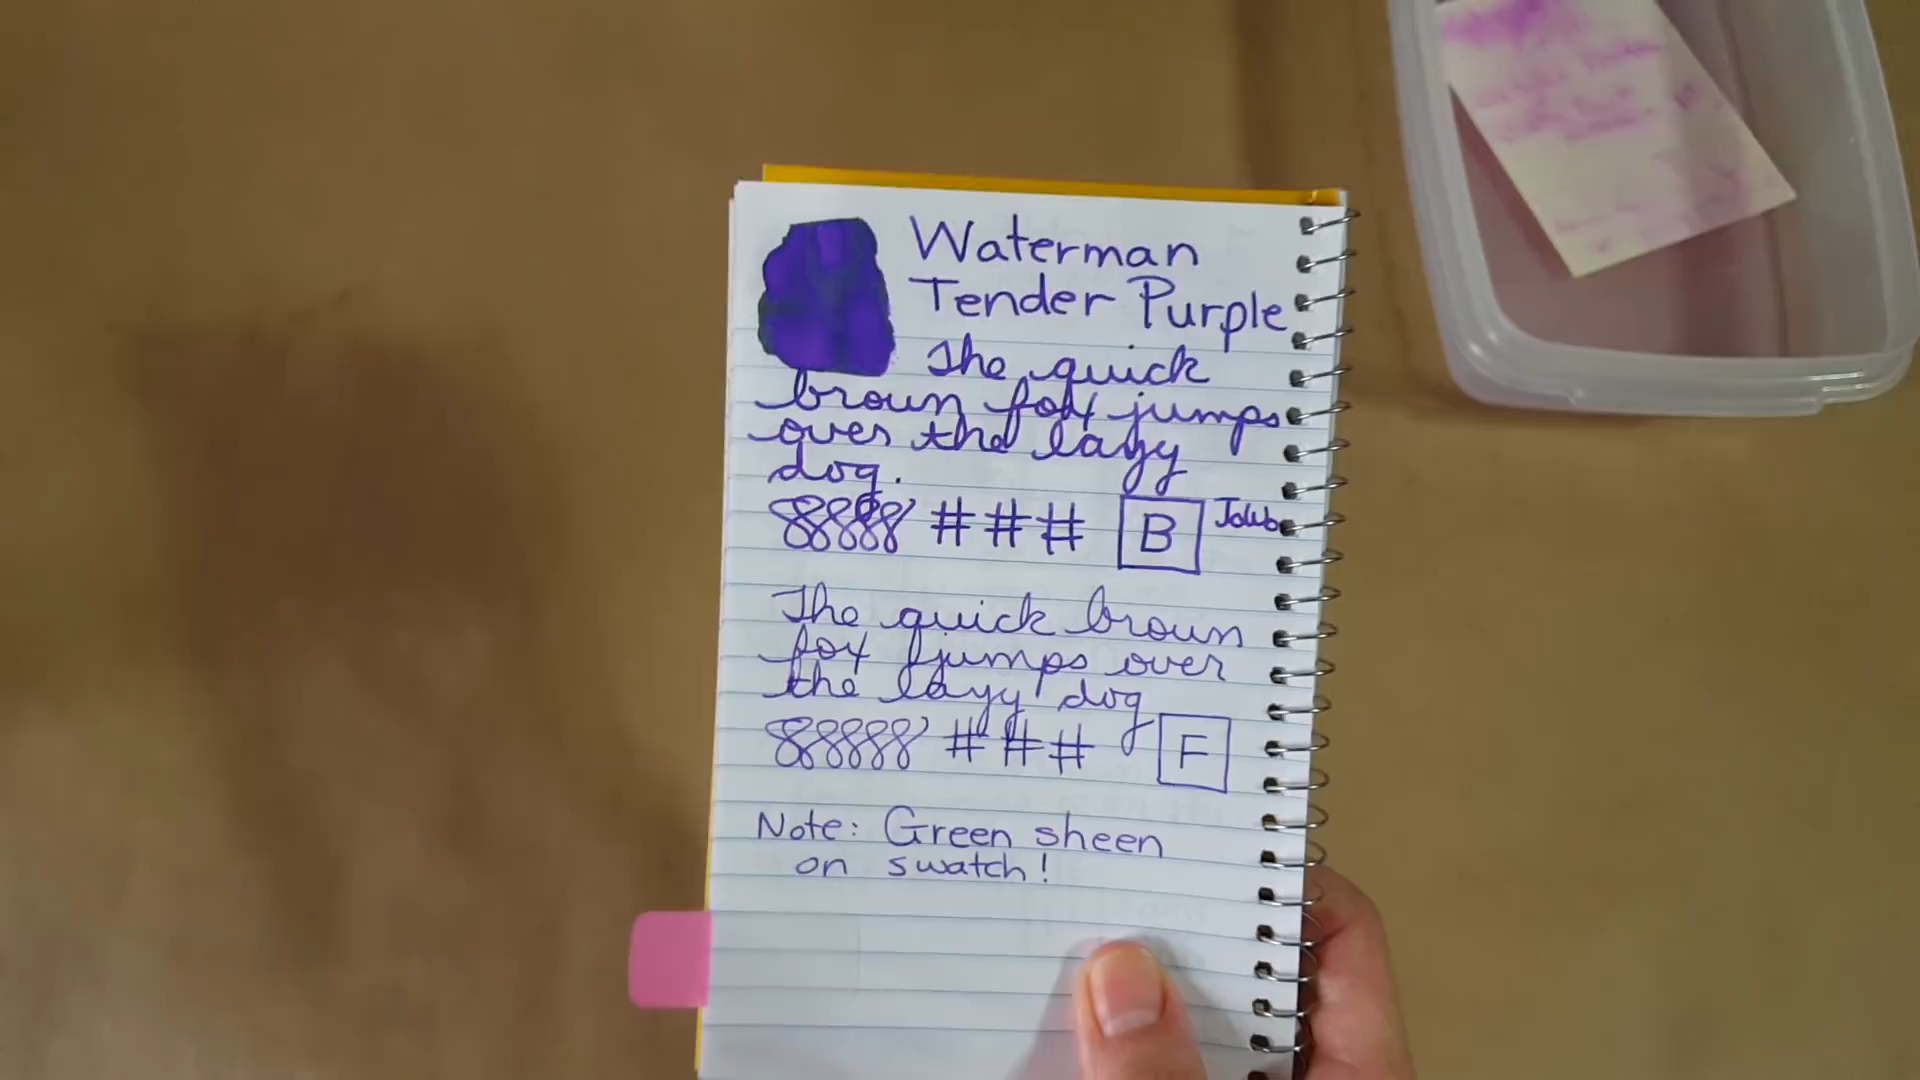 Waterman
Tender Purple
The quick
brown fox jumps
over the lazy
dog.
88888 # # # B
The quick brown
fox jumps over
the lazy dog
88888 # # # F
Note: Green sheen
on swatch!